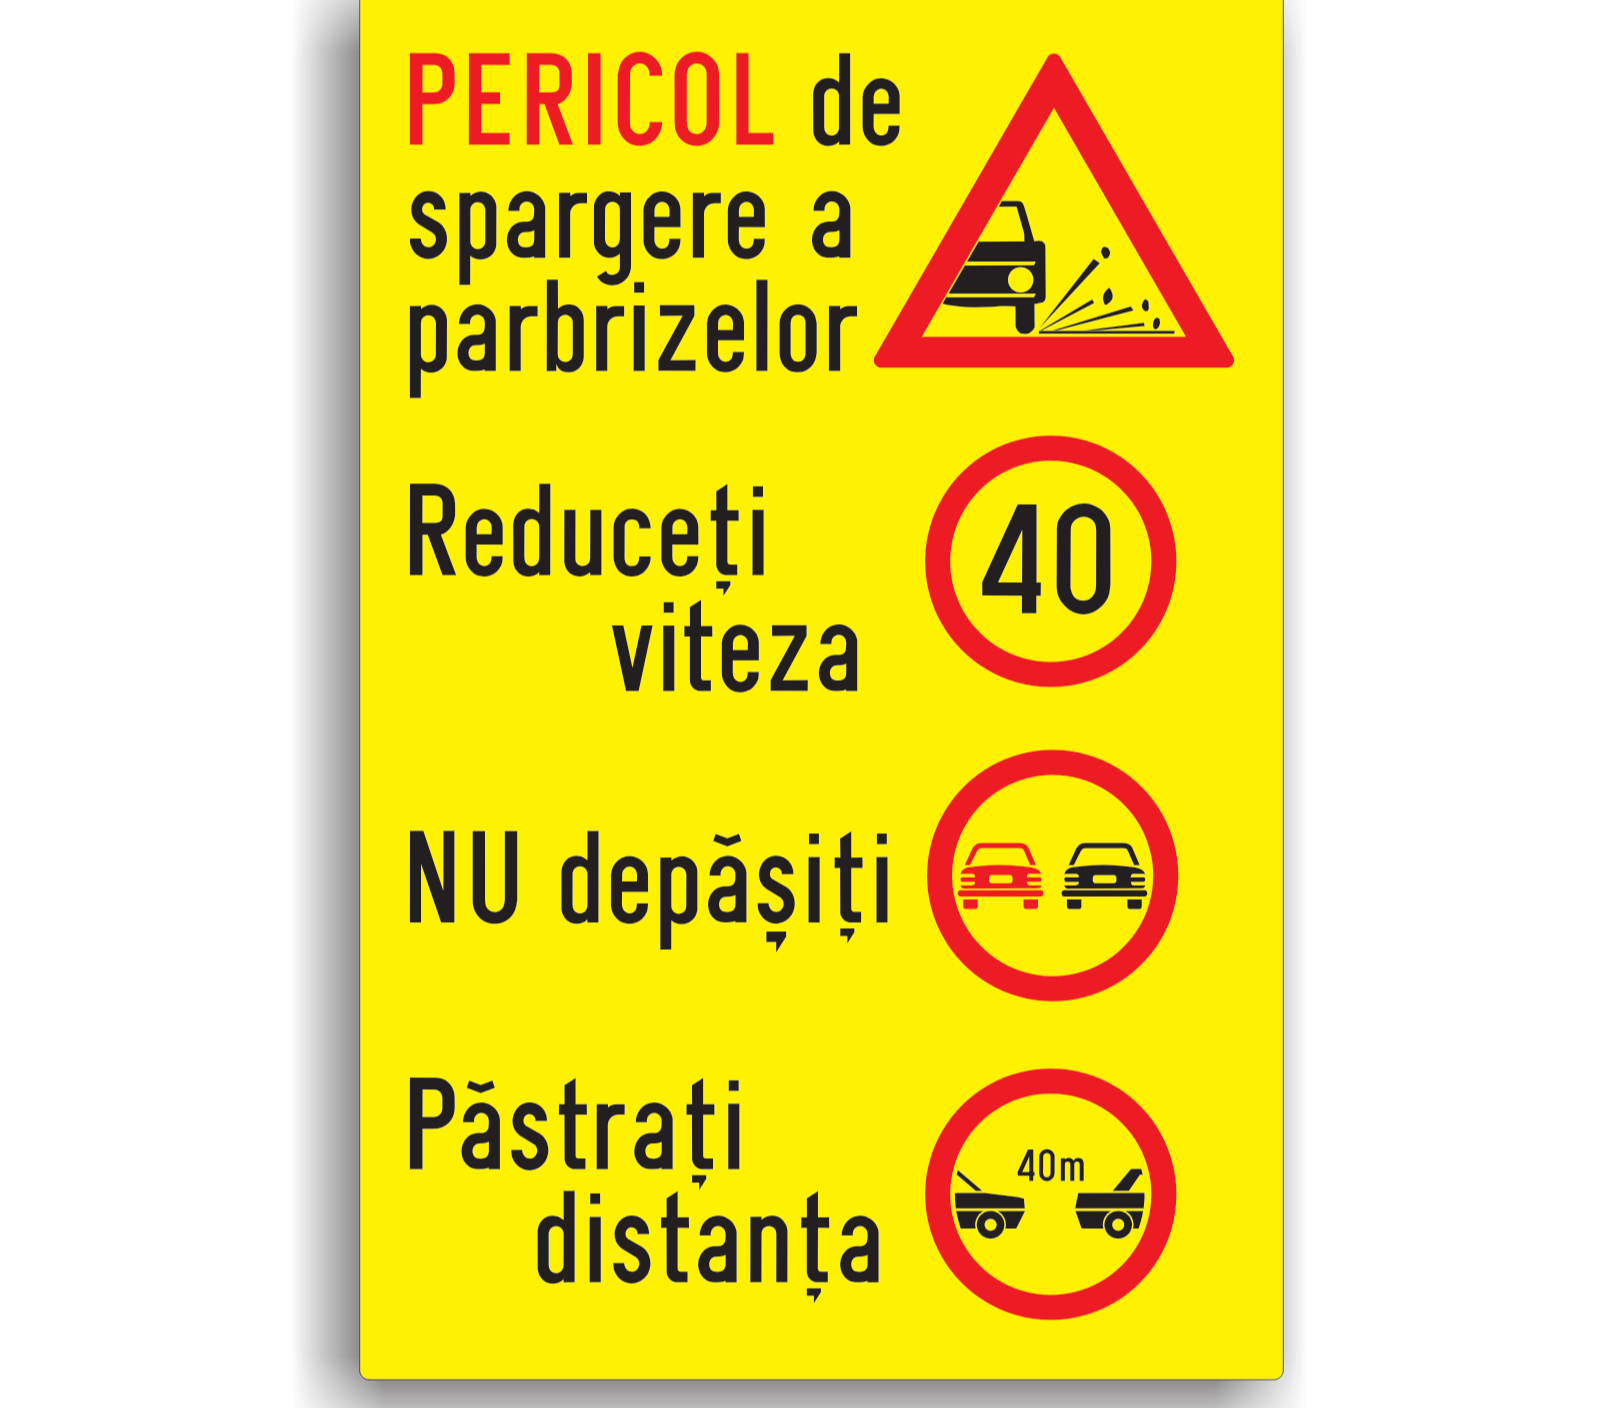 PERICOL de
spargere a
parbrizelor
Reduceți
viteza
40
NU depășiți
Păstrați
distanța
40m